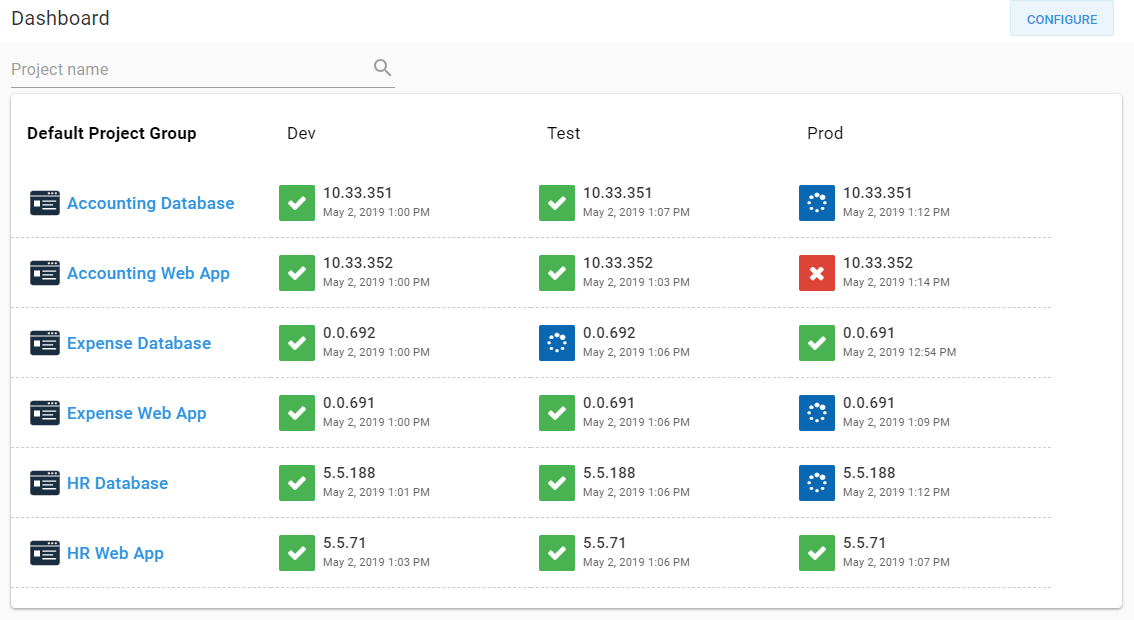 Dashboard
CONFIGURE
Project name
Default Project Group Dev Test Prod
Accounting Database 10.33.351 10.33.351 10.33.351
May 2, 2019 1:00 PM May 2, 2019 1:07 PM May 2, 2019 1:12 PM
Accounting Web App 10.33.352 10.33.352 10.33.352
May 2, 2019 1:00 PM May 2, 2019 1:03 PM May 2, 2019 1:14 PM
Expense Database 0.0.692 0.0.692 0.0.691
May 2, 2019 1:00 PM May 2, 2019 1:06 PM May 2, 2019 12:54 PM
Expense Web App 0.0.691 0.0.691 0.0.691
May 2, 2019 1:00 PM May 2, 2019 1:06 PM May 2, 2019 1:09 PM
HR Database 5.5.188 5.5.188 5.5.188
May 2, 2019 1:01 PM May 2, 2019 1:06 PM May 2, 2019 1:12 PM
HR Web App 5.5.71 5.5.71 5.5.71
May 2, 2019 1:03 PM May 2, 2019 1:06 PM May 2, 2019 1:07 PM